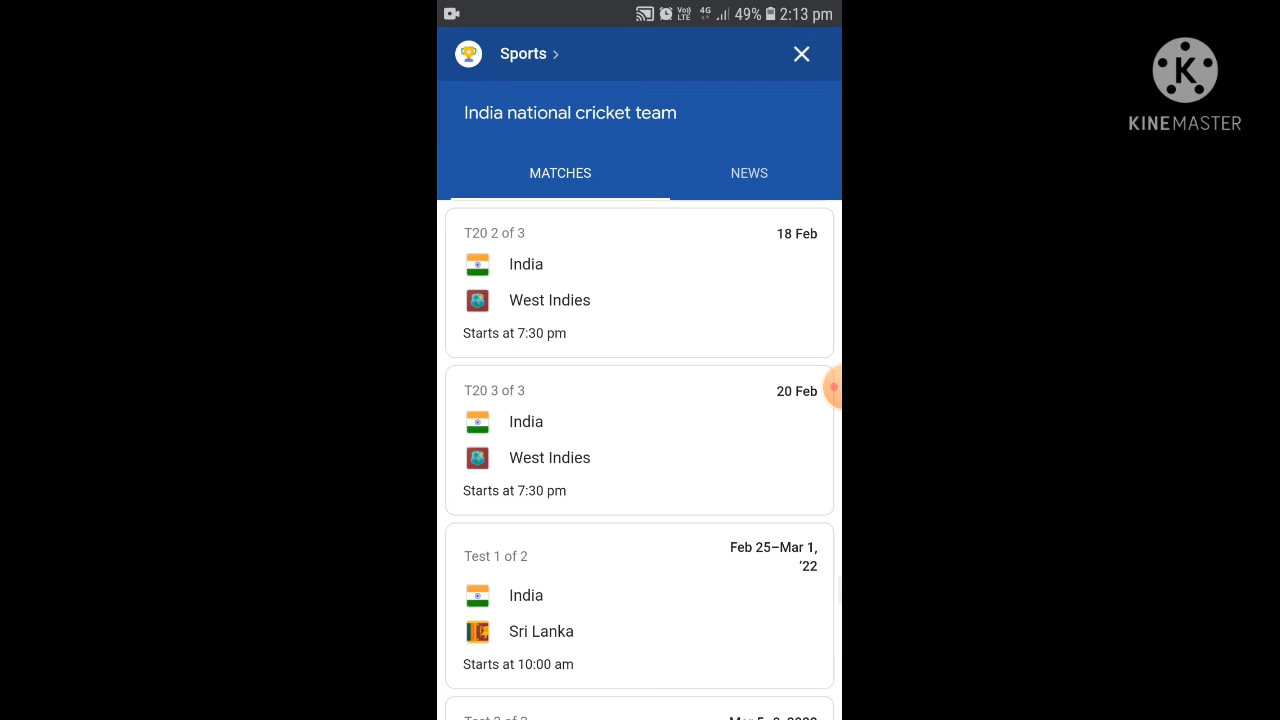 Vo)) LTE 4G 49% 2:13 pm
Sports >
K
KINEMASTER
India national cricket team
MATCHES NEWS
T20 2 of 3 18 Feb
India
West Indies
Starts at 7:30 pm
T20 3 of 3 20 Feb
India
West Indies
Starts at 7:30 pm
Feb 25–Mar 1,
Test 1 of 2
'22
India
Sri Lanka
Starts at 10:00 am